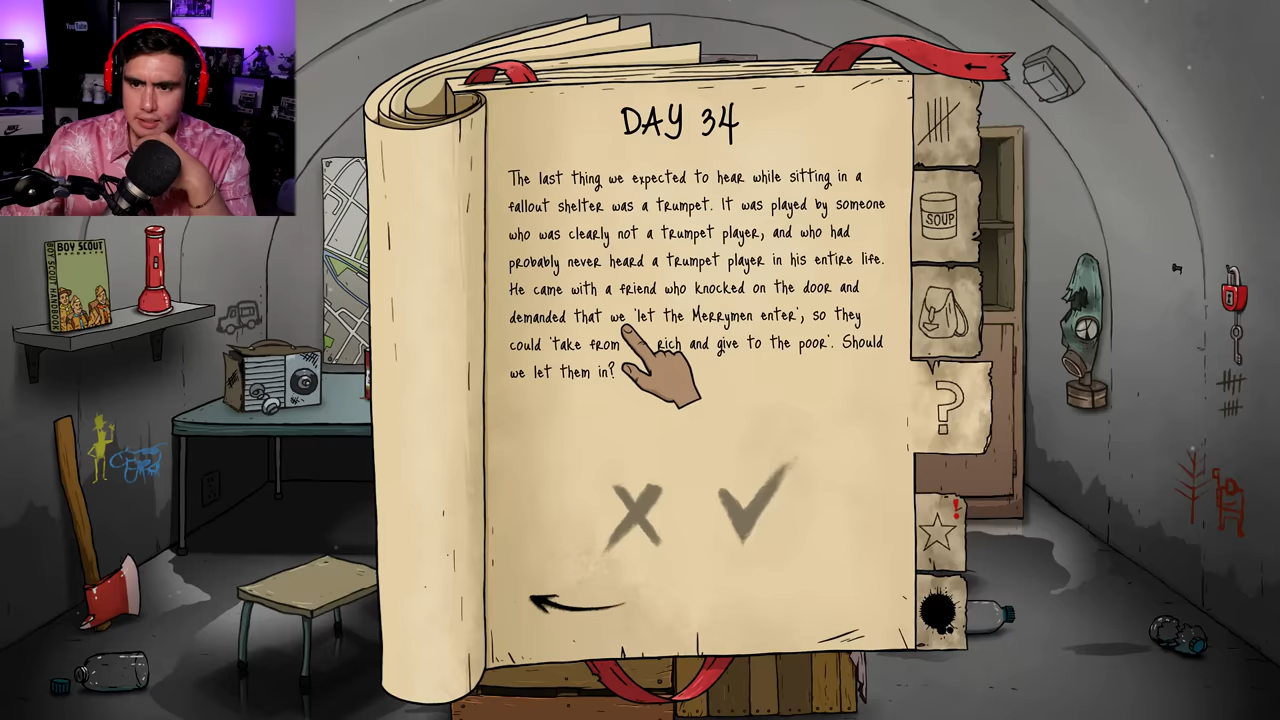 DAY 34
The last thing we expected to hear while sitting in a
fallout shelter was a trumpet. It was played by someone
who was clearly not a trumpet player, and who had
probably never heard a trumpet player in his entire life.
He came with a friend who knocked on the door and
demanded that we 'let the Merrymen enter', so they
could 'take from rich and give to the poor'. Should
we let them in?
SOUP
?
!
BOY SCOUT
BOY SCOUT HANDBOOK
YouTube
NIKE